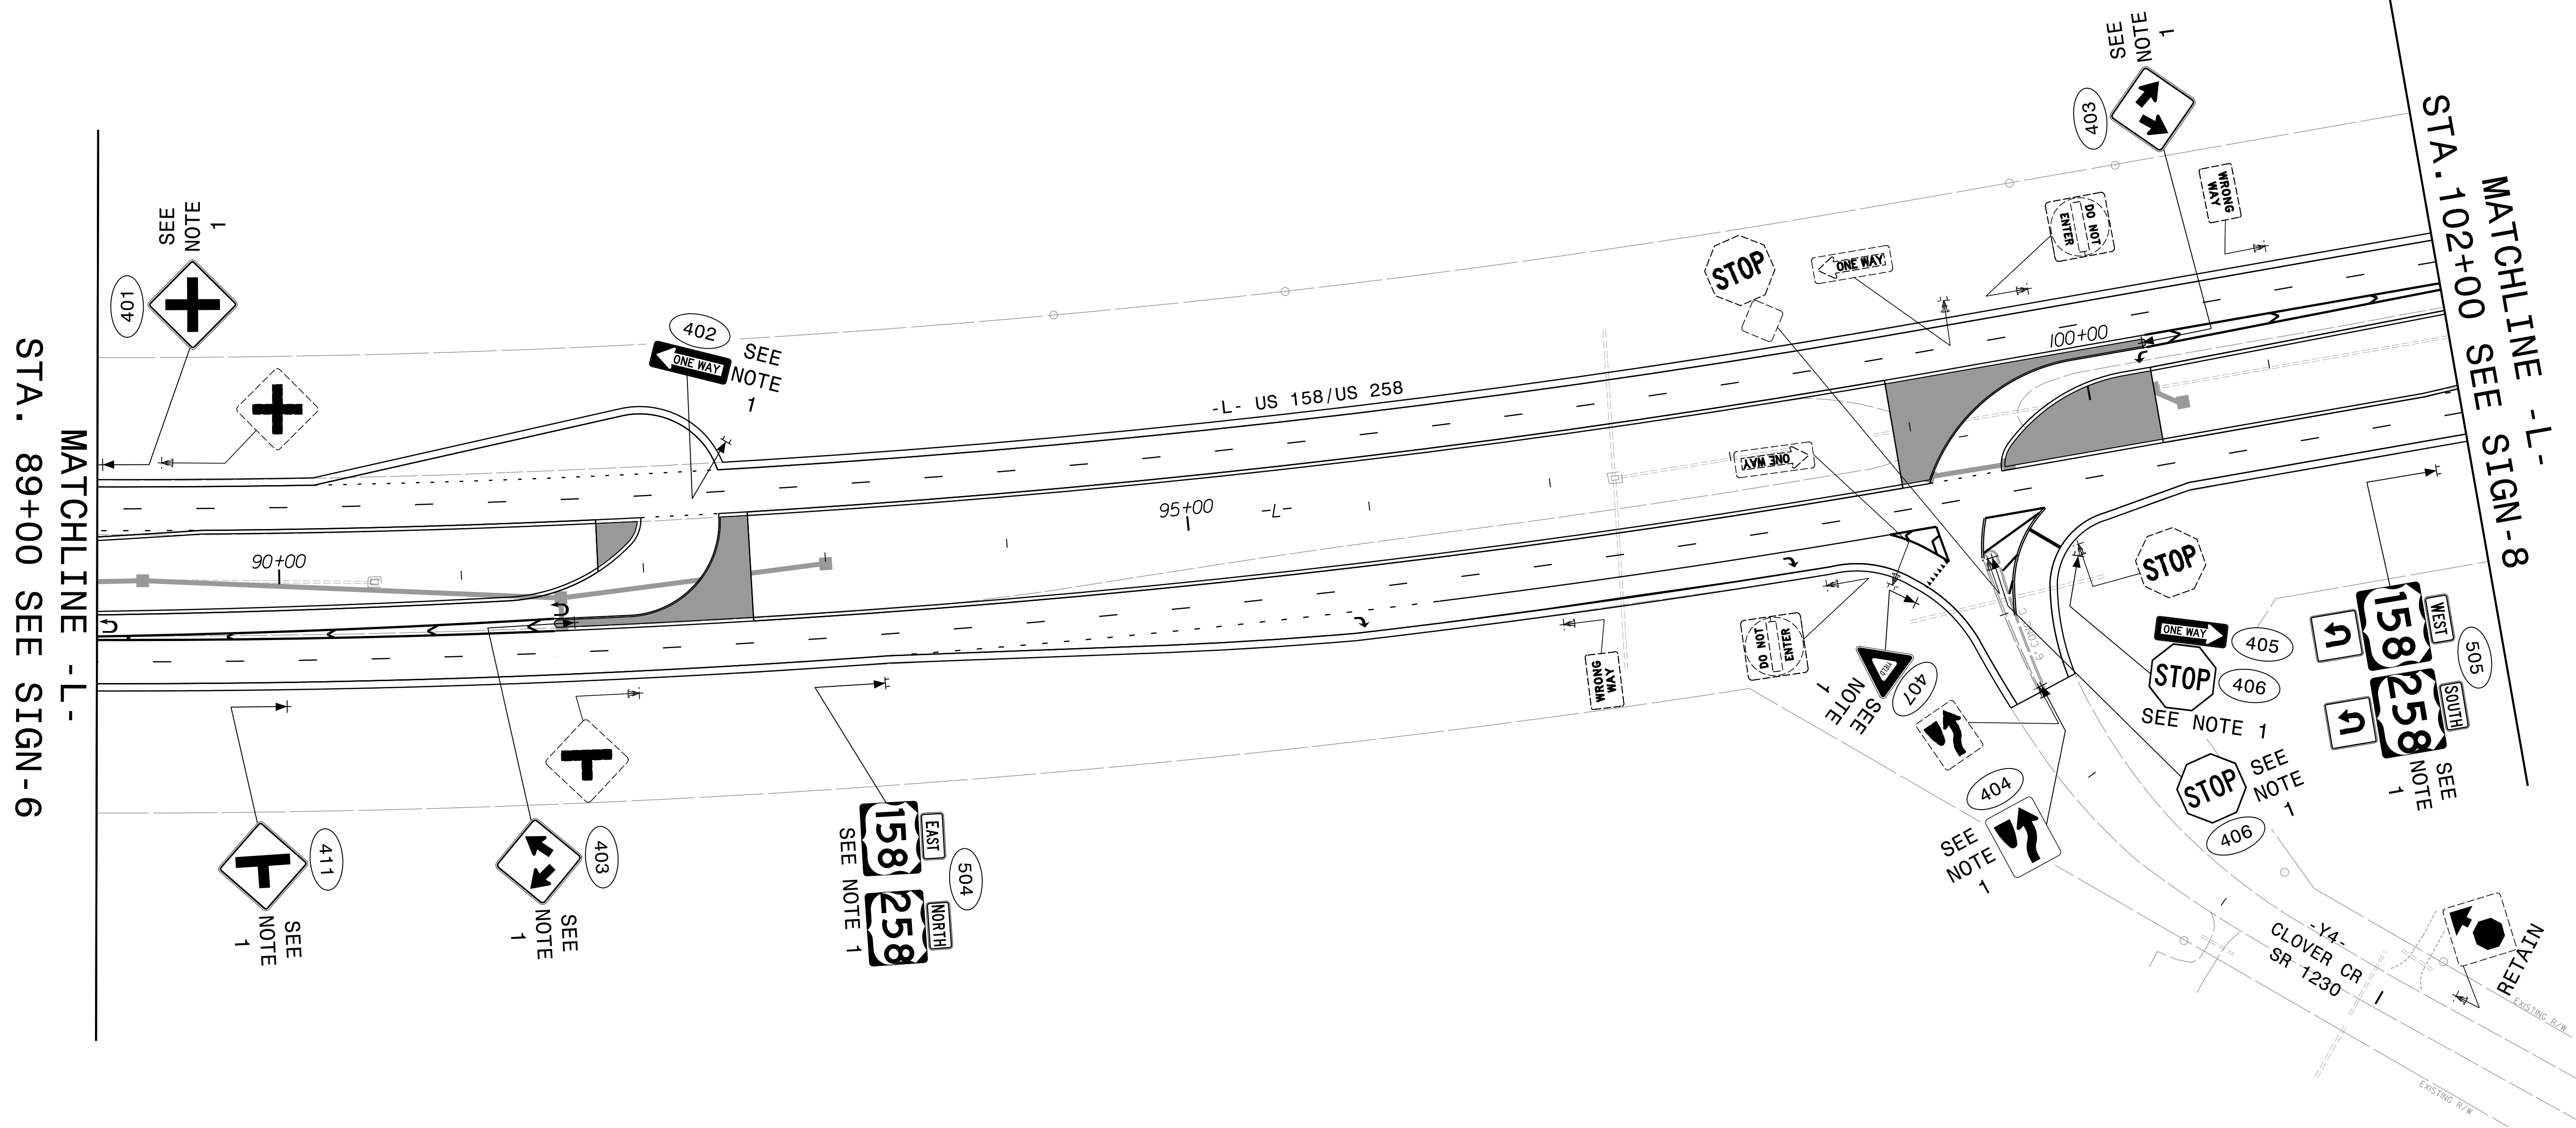 STA. 89+00 SEE SIGN-6
MATCHLINE -L-
SEE
NOTE
1
401
402
ONE WAY
SEE
NOTE
1
90+00
411
SEE
NOTE
1
403
SEE
NOTE
1
-L- US 158/US 258
95+00
-L-
EAST
158
NORTH
258
504
SEE NOTE 1
STOP
ONE WAY
DO NOT
ENTER
WRONG
WAY
403
SEE
NOTE
1
100+00
ONE WAY
WRONG
WAY
DO NOT
ENTER
YIELD
407
SEE
NOTE
1
404
SEE
NOTE
1
STOP
ONE WAY
405
STOP
406
SEE NOTE 1
STOP
SEE
NOTE
1
406
WEST
158
SOUTH
258
505
SEE
NOTE
1
-Y4-
CLOVER CR
SR 1230
RETAIN
EXISTING R/W
EXISTING R/W
MATCHLINE -L-
STA.102+00 SEE SIGN-8